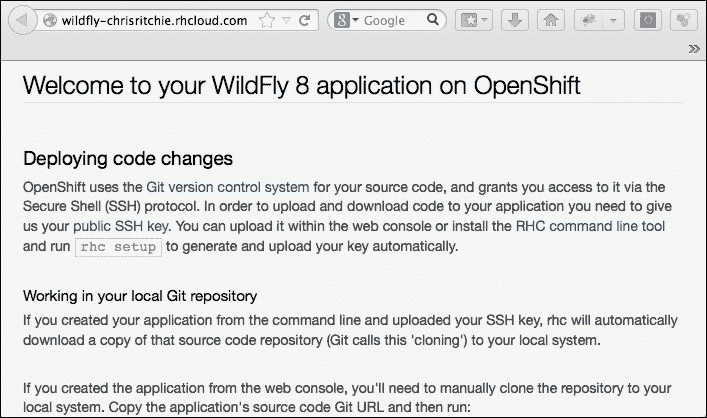 wildfly-chrisritchie.rhcloud.com
Google
Welcome to your WildFly 8 application on OpenShift
Deploying code changes
OpenShift uses the Git version control system for your source code, and grants you access to it via the
Secure Shell (SSH) protocol. In order to upload and download code to your application you need to give
us your public SSH key. You can upload it within the web console or install the RHC command line tool
and run rhc setup to generate and upload your key automatically.
Working in your local Git repository
If you created your application from the command line and uploaded your SSH key, rhc will automatically
download a copy of that source code repository (Git calls this 'cloning') to your local system.
If you created the application from the web console, you'll need to manually clone the repository to your
local system. Copy the application's source code Git URL and then run: